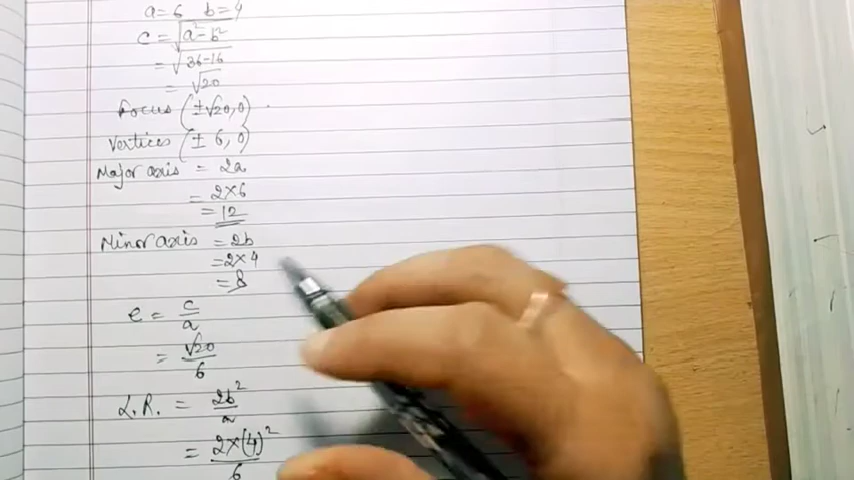 a = 6 b = 4
c = √a²-b²
= √36-16
= √20
Focus (±√20,0)
Vertices (± 6, 0)
Major axis = 2a
= 2×6
= 12
Minor axis = 2b
= 2×4
= 8
e = c/a
= √20/6
L.R. = 2b²/a
= 2×(4)²/6